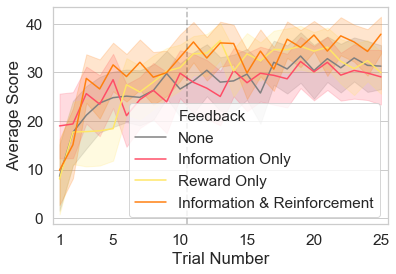 40
30
20
10
0
Average Score
Feedback
None
Information Only
Reward Only
Information & Reinforcement
1 5 10 15 20 25
Trial Number